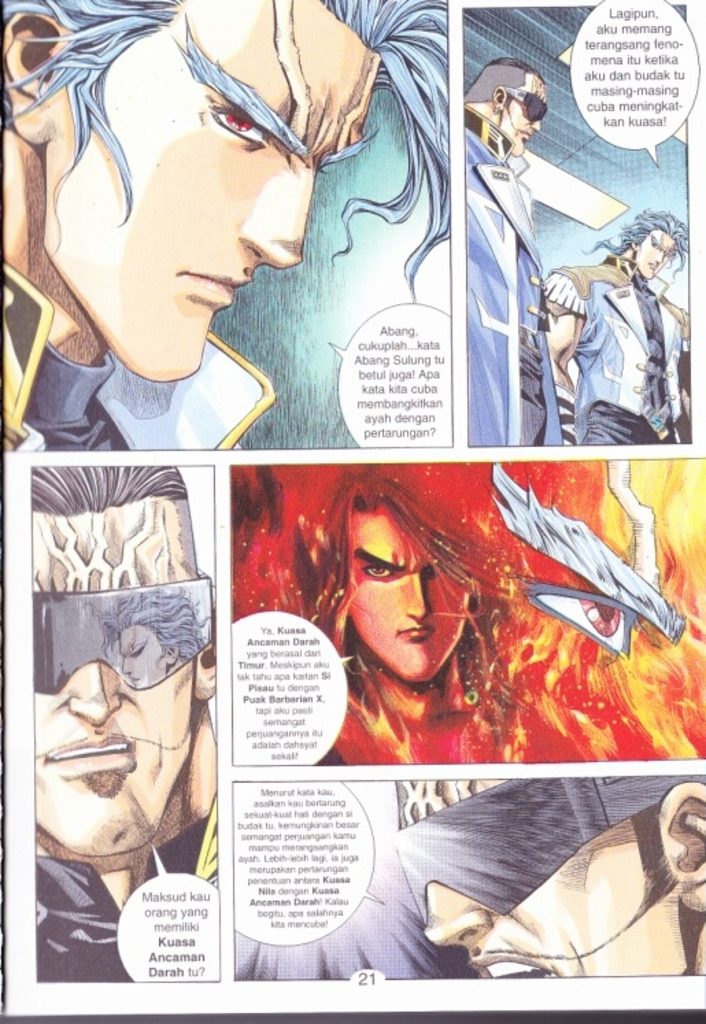 Abang,
cukuplah...kata
Abang Sulung tu
betul juga! Apa
kata kita cuba
membangkitkan
ayah dengan
pertarungan?
Lagipun,
aku memang
terangsang feno-
mena itu ketika
aku dan budak tu
masing-masing
cuba meningkat-
kan kuasa!
Maksud kau
orang yang
memiliki
Kuasa
Ancaman
Darah tu?
Ya, Kuasa
Ancaman Darah
yang berasal dari
Timur. Meskipun aku
tak tahu apa kaitan Si
Pisau tu dengan
Puak Barbarian X,
tapi aku pasti
semangat
perjuangannya itu
adalah dahsyat
sekali!
Menurut kata kau,
asalkan kau bertarung
sekuat-kuat hati dengan si
budak tu, kemungkinan besar
semangat perjuangan kamu
mampu merangsangkan
ayah. Lebih-lebih lagi, ia juga
merupakan pertarungan
penentuan antara Kuasa
Nila dengan Kuasa
Ancaman Darah! Kalau
begitu, apa salahnya
kita mencuba!
21